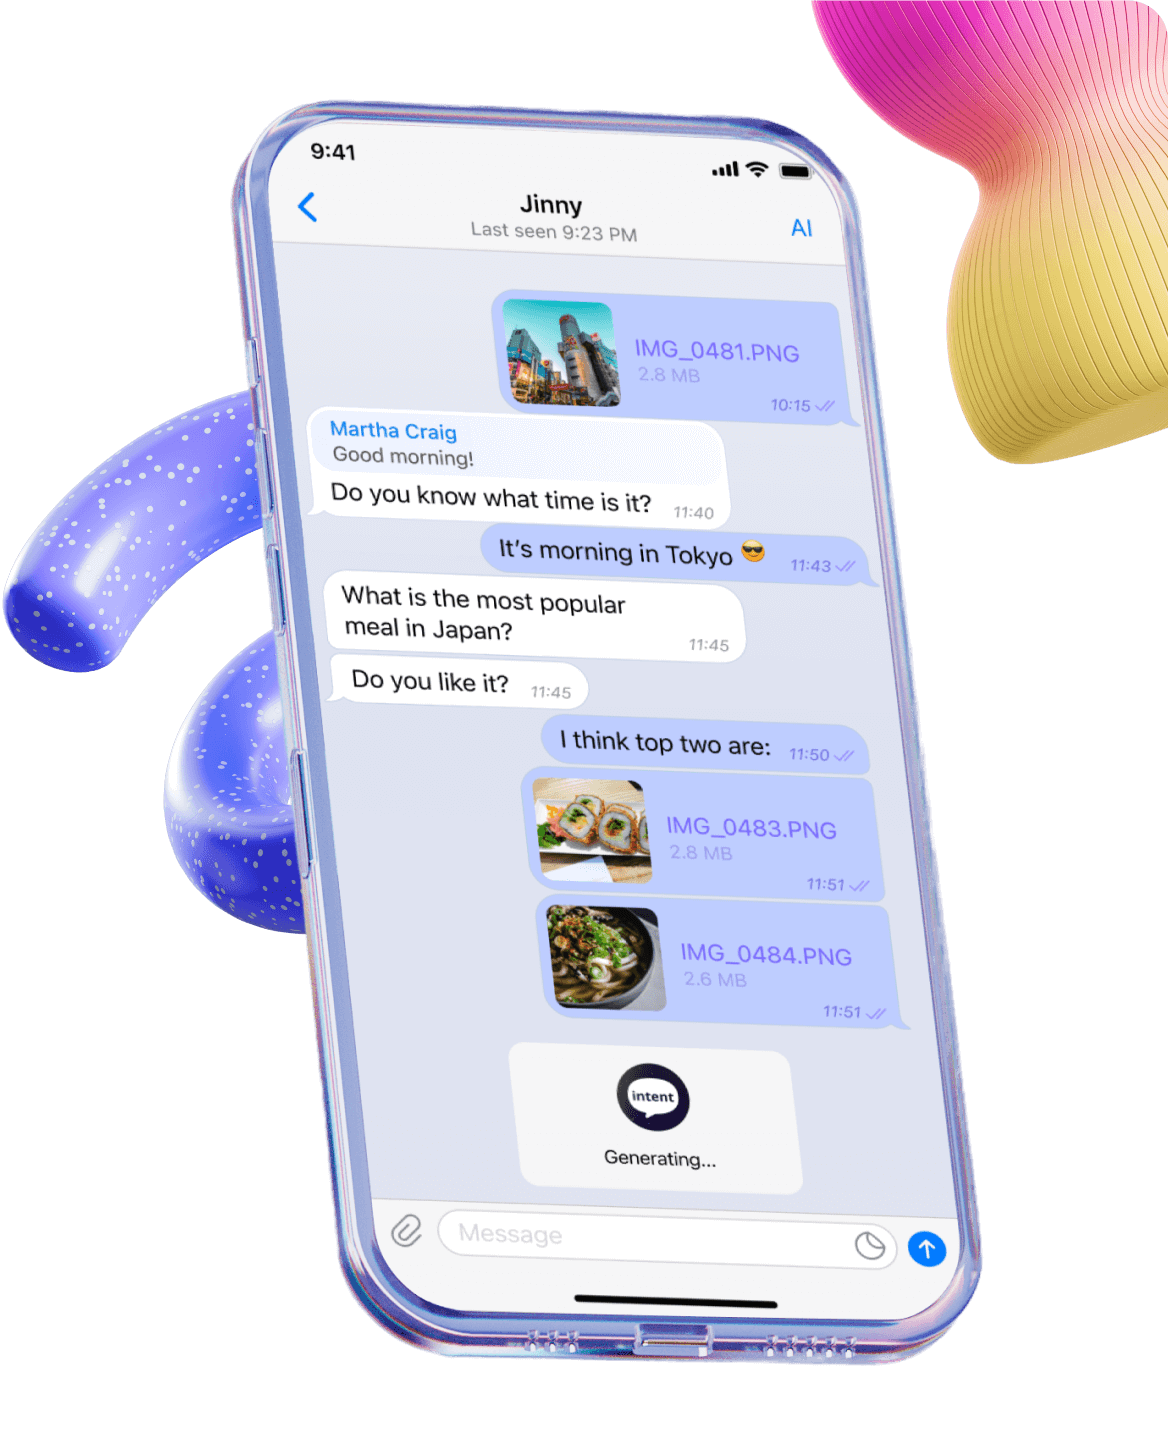 9:41
Jinny
Last seen 9:23 PM
AI
IMG_0481.PNG
2.8 MB
10:15
Martha Craig
Good morning!
Do you know what time is it?
11:40
It’s morning in Tokyo 😎
11:43
What is the most popular
meal in Japan?
11:45
Do you like it?
11:45
I think top two are:
11:50
IMG_0483.PNG
2.8 MB
11:51
IMG_0484.PNG
2.6 MB
11:51
intent
Generating...
Message